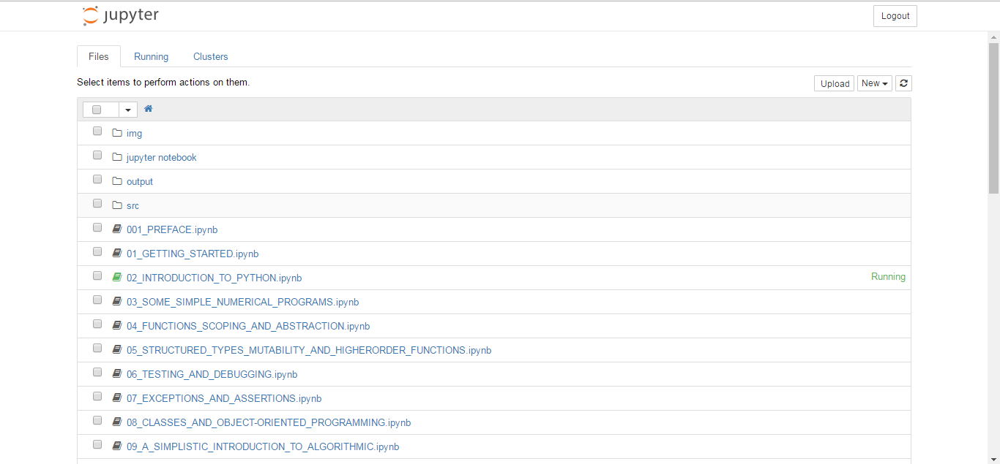 jupyter
Logout
Files Running Clusters
Select items to perform actions on them.
Upload New
img
jupyter notebook
output
src
001_PREFACE.ipynb
01_GETTING_STARTED.ipynb
02_INTRODUCTION_TO_PYTHON.ipynb Running
03_SOME_SIMPLE_NUMERICAL_PROGRAMS.ipynb
04_FUNCTIONS_SCOPING_AND_ABSTRACTION.ipynb
05_STRUCTURED_TYPES_MUTABILITY_AND_HIGHERORDER_FUNCTIONS.ipynb
06_TESTING_AND_DEBUGGING.ipynb
07_EXCEPTIONS_AND_ASSERTIONS.ipynb
08_CLASSES_AND_OBJECT-ORIENTED_PROGRAMMING.ipynb
09_A_SIMPLISTIC_INTRODUCTION_TO_ALGORITHMIC.ipynb